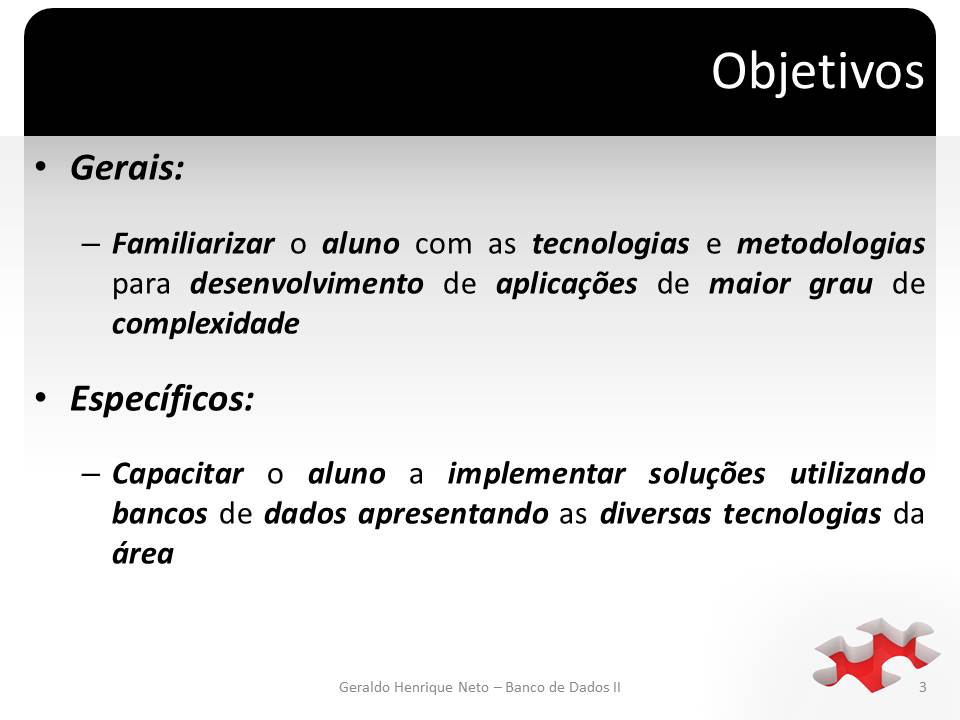 Objetivos
• Gerais:
– Familiarizar o aluno com as tecnologias e metodologias
para desenvolvimento de aplicações de maior grau de
complexidade
• Específicos:
– Capacitar o aluno a implementar soluções utilizando
bancos de dados apresentando as diversas tecnologias da
área
Geraldo Henrique Neto – Banco de Dados II
3